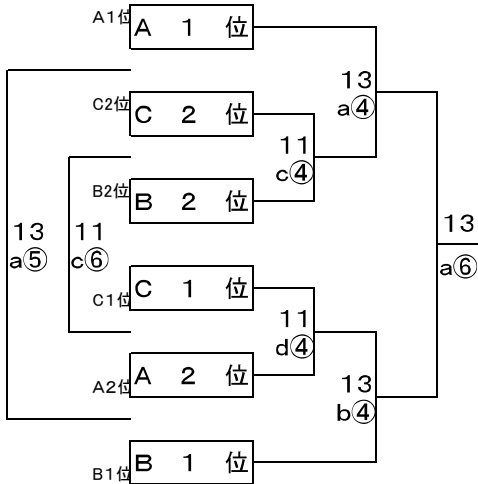 A1位
A 1 位
13
a④
C2位
C 2 位
11
c④
B2位
B 2 位
13
a⑥
13
a⑤
11
c⑥
C1位
C 1 位
11
d④
A2位
A 2 位
13
b④
B1位
B 1 位